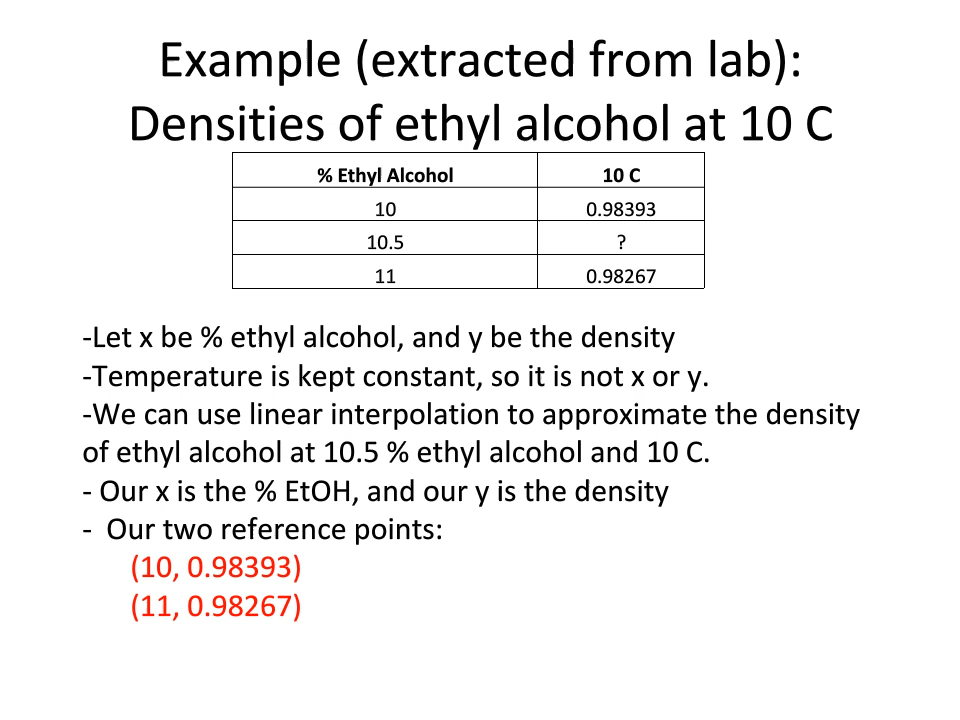 Example (extracted from lab):
Densities of ethyl alcohol at 10 C
% Ethyl Alcohol 10 C
10 0.98393
10.5 ?
11 0.98267
-Let x be % ethyl alcohol, and y be the density
-Temperature is kept constant, so it is not x or y.
-We can use linear interpolation to approximate the density
of ethyl alcohol at 10.5 % ethyl alcohol and 10 C.
- Our x is the % EtOH, and our y is the density
- Our two reference points:
(10, 0.98393)
(11, 0.98267)